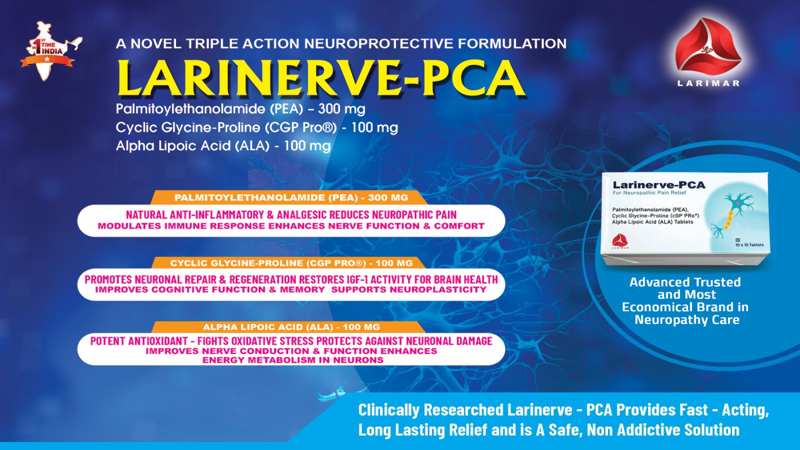 1ST
TIME
INDIA
A NOVEL TRIPLE ACTION NEUROPROTECTIVE FORMULATION
LARINERVE-PCA
Palmitoylethanolamide (PEA) – 300 mg
Cyclic Glycine-Proline (CGP Pro®) - 100 mg
Alpha Lipoic Acid (ALA) - 100 mg
LARIMAR
PALMITOYLETHANOLAMIDE (PEA) - 300 MG
NATURAL ANTI-INFLAMMATORY & ANALGESIC REDUCES NEUROPATHIC PAIN
MODULATES IMMUNE RESPONSE ENHANCES NERVE FUNCTION & COMFORT
CYCLIC GLYCINE-PROLINE (CGP PRO®) - 100 MG
PROMOTES NEURONAL REPAIR & REGENERATION RESTORES IGF-1 ACTIVITY FOR BRAIN HEALTH
IMPROVES COGNITIVE FUNCTION & MEMORY SUPPORTS NEUROPLASTICITY
ALPHA LIPOIC ACID (ALA) - 100 MG
POTENT ANTIOXIDANT - FIGHTS OXIDATIVE STRESS PROTECTS AGAINST NEURONAL DAMAGE
IMPROVES NERVE CONDUCTION & FUNCTION ENHANCES
ENERGY METABOLISM IN NEURONS
Larinerve-PCA
For Neuropathic Pain Relief
Palmitoylethanolamide (PEA),
Cyclic Glycine-Proline (cGP PRo®)
Alpha Lipoic Acid (ALA) Tablets
10 x 10 Tablets
Advanced Trusted
and Most
Economical Brand in
Neuropathy Care
Clinically Researched Larinerve - PCA Provides Fast - Acting,
Long Lasting Relief and is A Safe, Non Addictive Solution